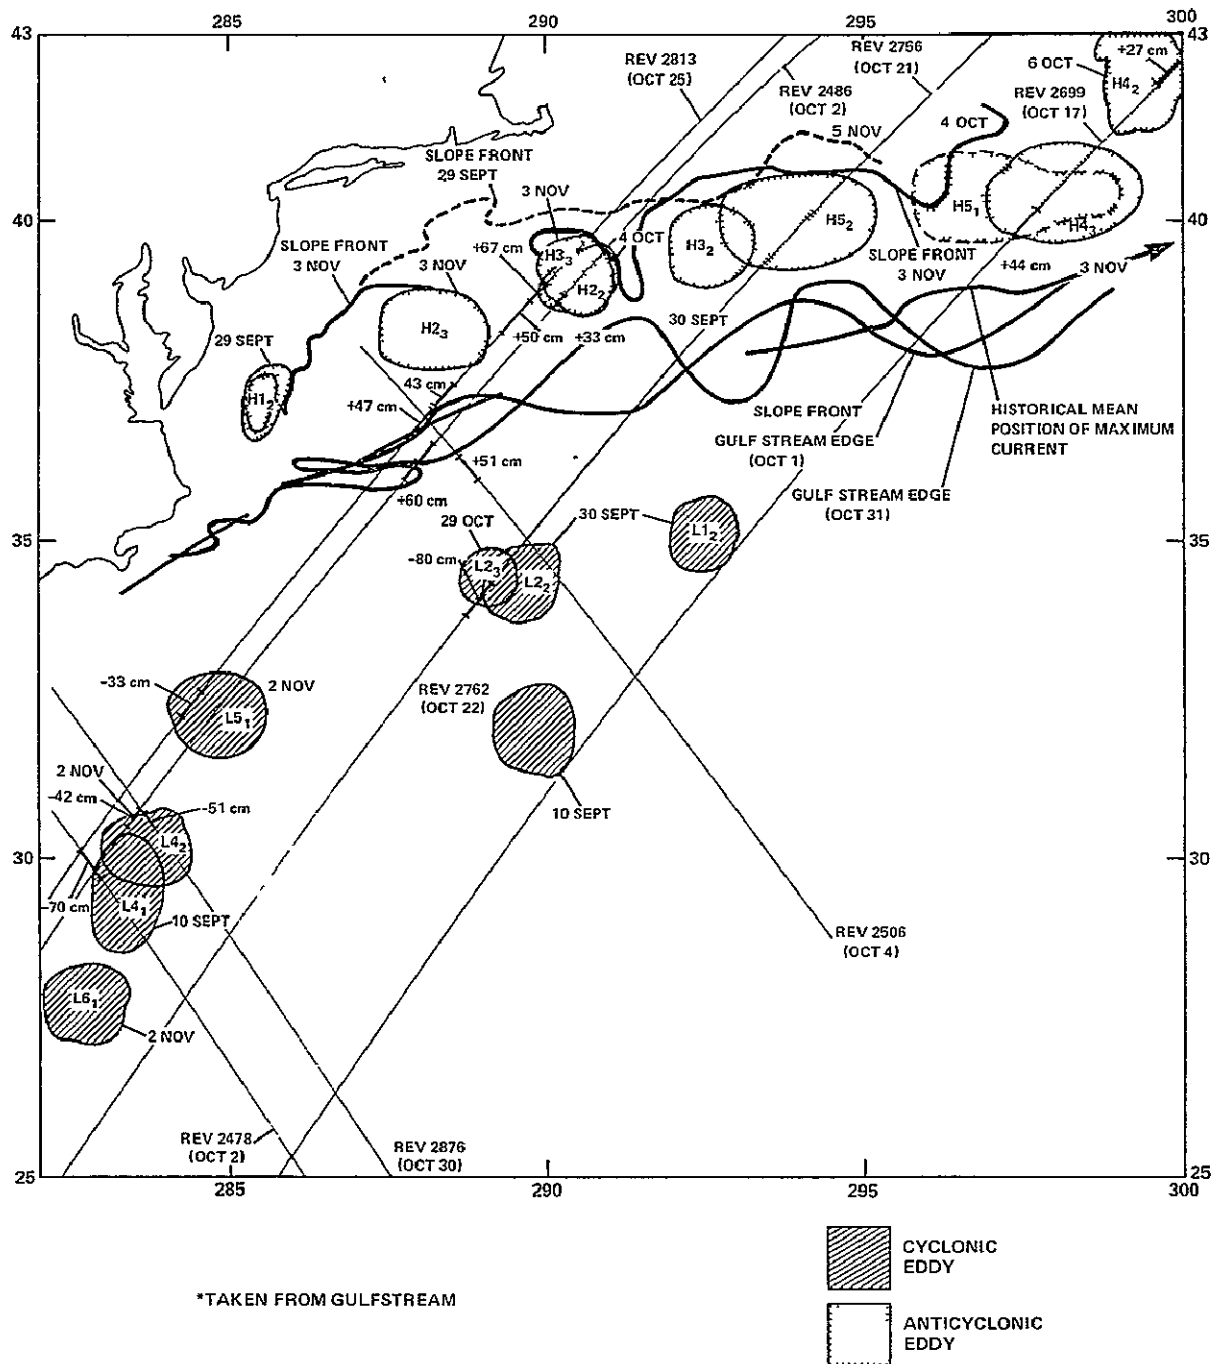 285
290
295
300
43
43
REV 2813
(OCT 25)
REV 2756
(OCT 21)
REV 2486
(OCT 2)
6 OCT
+27 cm
H4₂
REV 2699
(OCT 17)
5 NOV
4 OCT
SLOPE FRONT
29 SEPT
3 NOV
40
40
H5₁
H4₃
H5₂
H3₂
4 OCT
+67 cm
H3₃
H2₂
SLOPE FRONT
3 NOV
3 NOV
SLOPE FRONT
3 NOV
+44 cm
3 NOV
H2₃
30 SEPT
29 SEPT
+50 cm
+33 cm
H1₂
43 cm
+47 cm
SLOPE FRONT
HISTORICAL MEAN
POSITION OF MAXIMUM
CURRENT
GULF STREAM EDGE
(OCT 1)
+51 cm
+60 cm
GULF STREAM EDGE
(OCT 31)
29 OCT
30 SEPT
L1₂
35
35
-80 cm
L2₃
L2₂
-33 cm
2 NOV
L5₁
REV 2762
(OCT 22)
2 NOV
-42 cm
-51 cm
10 SEPT
L4₂
30
30
-70 cm
L4₁
10 SEPT
REV 2506
(OCT 4)
L6₁
2 NOV
REV 2478
(OCT 2)
REV 2876
(OCT 30)
25
25
285
290
295
300
CYCLONIC
EDDY
*TAKEN FROM GULFSTREAM
ANTICYCLONIC
EDDY